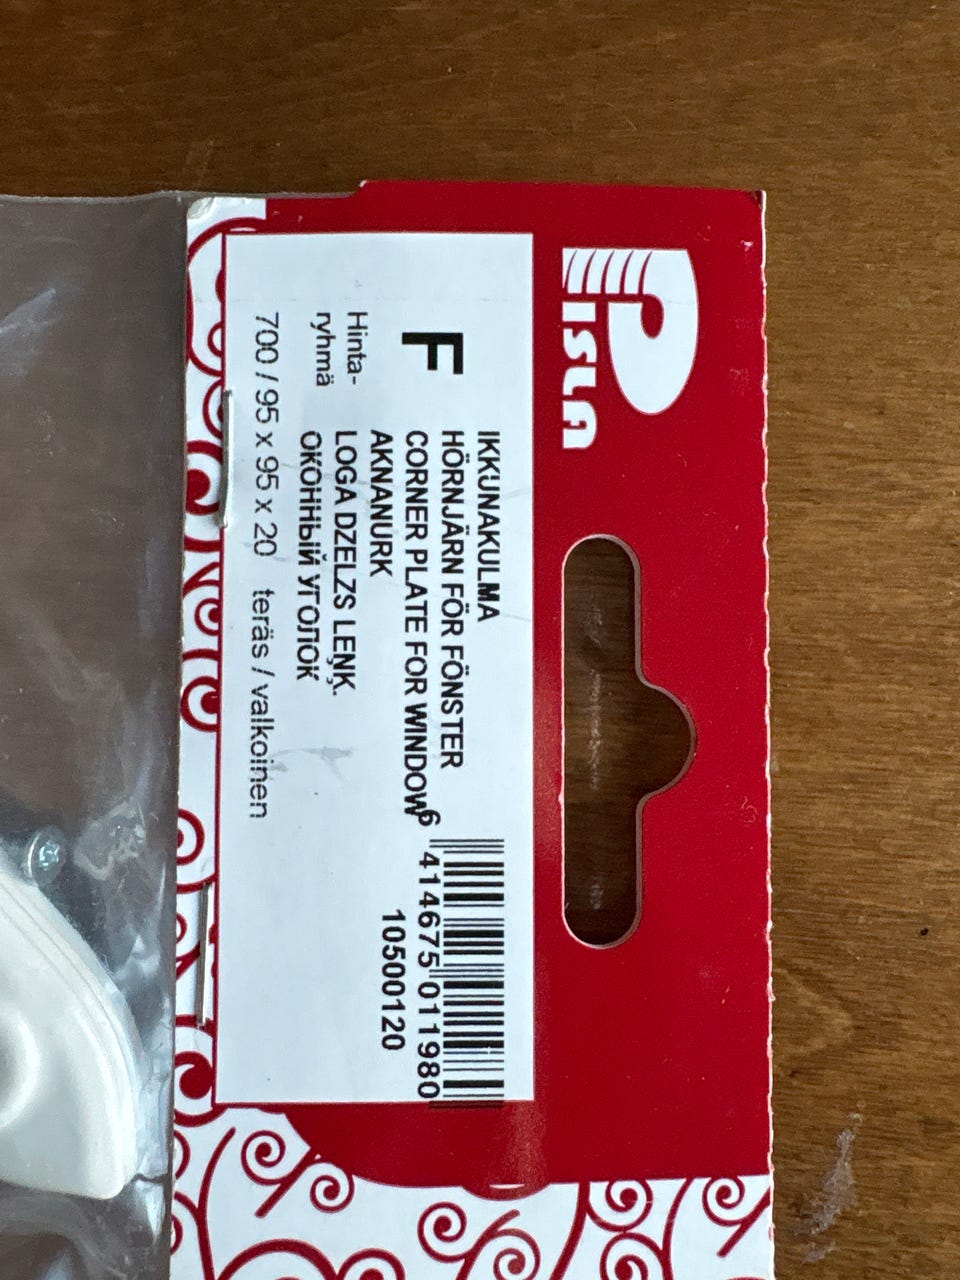 PISLA
F
Hinta-
ryhmä
IKKUNAKULMA
HÖRNJÄRN FÖR FÖNSTER
CORNER PLATE FOR WINDOW
AKNANURK
LOGA DZELZS LEŅĶ.
ОКОННЫЙ УГОЛОК
700 / 95 x 95 x 20 teräs / valkoinen
6 414675 011980
10500120